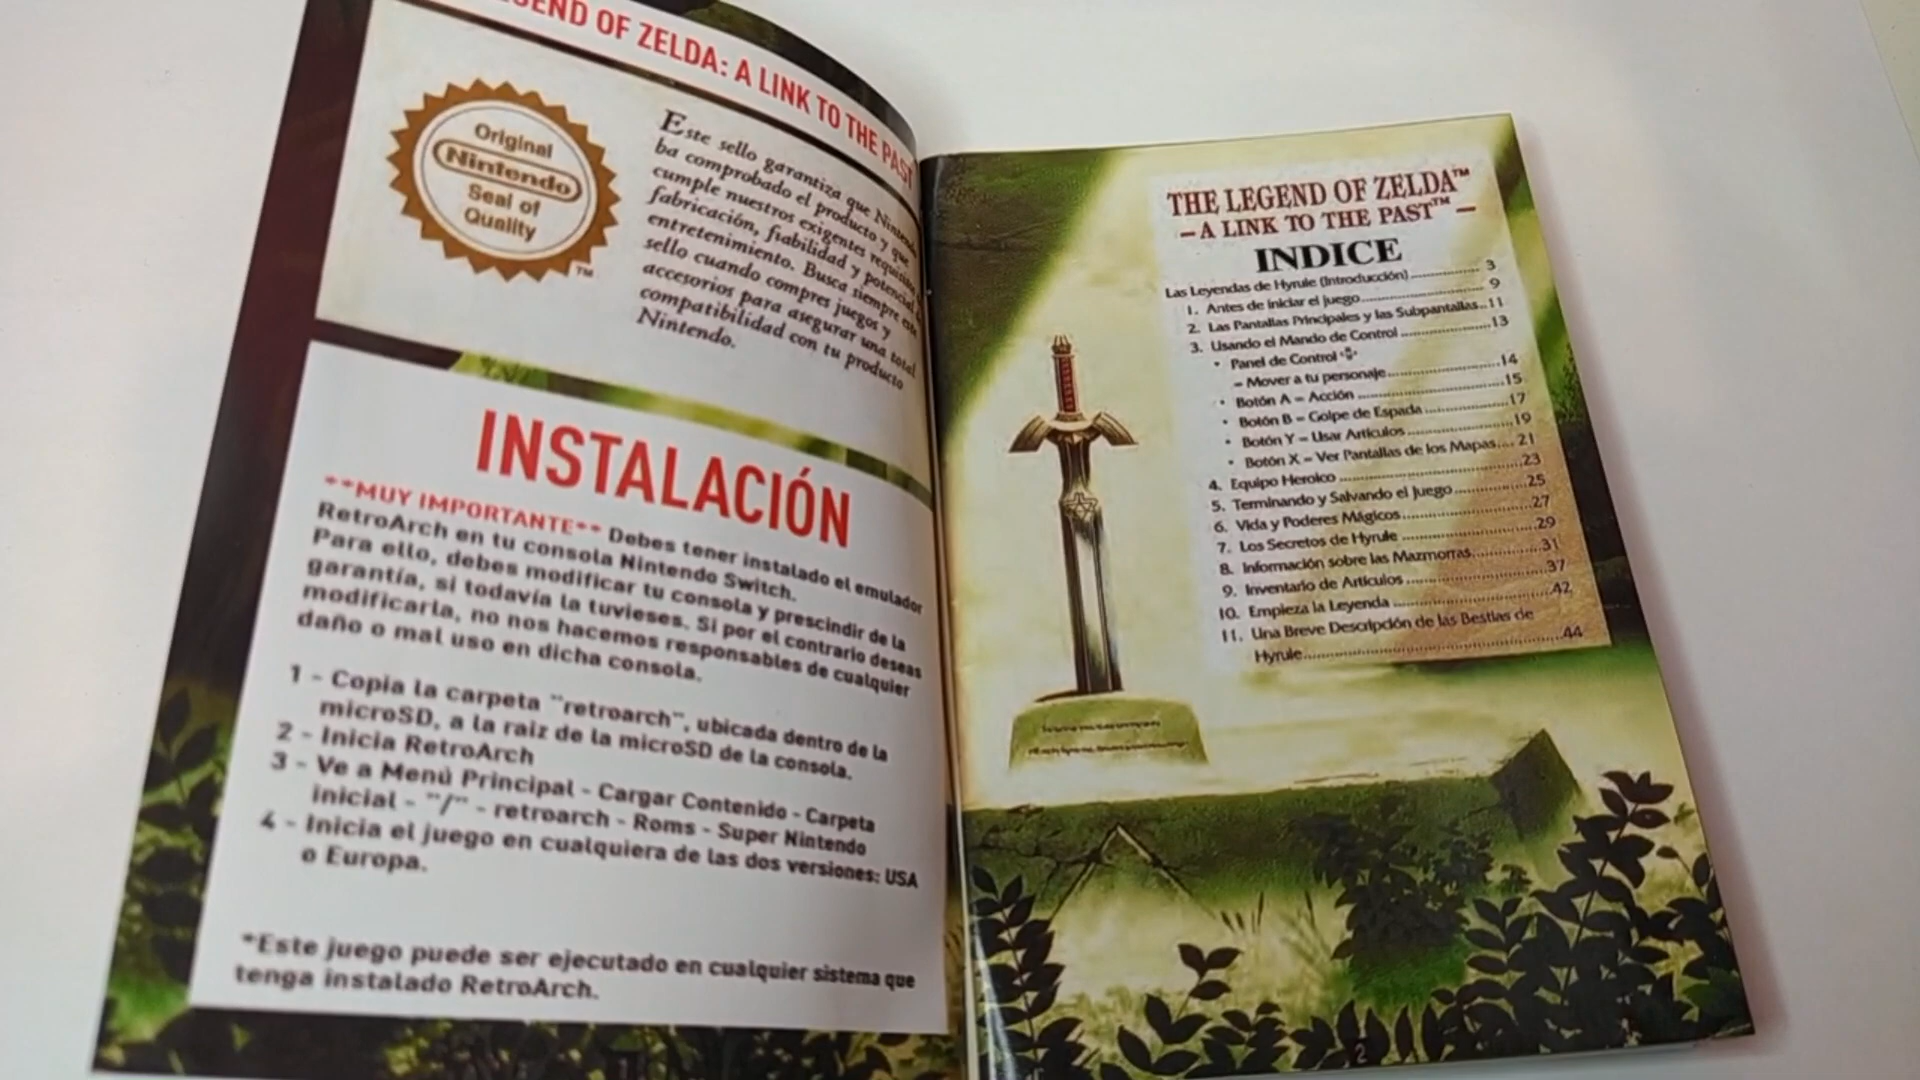 LEGEND OF ZELDA: A LINK TO THE PAST
Original
Nintendo
Seal of
Quality
TM
Este sello garantiza que Nintendo
ha comprobado el producto y que
cumple nuestros exigentes requisitos
fabricación, fiabilidad y potencial de
entretenimiento. Busca siempre este
sello cuando compres juegos y
accesorios para asegurar una total
compatibilidad con tu producto
Nintendo.
INSTALACIÓN
**MUY IMPORTANTE** Debes tener instalado el emulador
RetroArch en tu consola Nintendo Switch.
Para ello, debes modificar tu consola y prescindir de la
garantía, si todavía la tuvieses. Si por el contrario deseas
modificarla, no nos hacemos responsables de cualquier
daño o mal uso en dicha consola.
1 - Copia la carpeta "retroarch", ubicada dentro de la
microSD, a la raiz de la microSD de la consola.
2 - Inicia RetroArch
3 - Ve a Menú Principal - Cargar Contenido - Carpeta
inicial - "/" - retroarch - Roms - Super Nintendo
4 - Inicia el juego en cualquiera de las dos versiones: USA
o Europa.
*Este juego puede ser ejecutado en cualquier sistema que
tenga instalado RetroArch.
THE LEGEND OF ZELDA™
– A LINK TO THE PAST™ –
INDICE
Las Leyendas de Hyrule (Introducción) ............... 3
1. Antes de iniciar el juego ............... 9
2. Las Pantallas Principales y las Subpantallas..11
3. Usando el Mando de Control ...............13
• Panel de Control
– Mover a tu personaje...............14
• Botón A – Acción ...............15
• Botón B – Golpe de Espada ...............17
• Botón Y – Usar Artículos ...............19
• Botón X – Ver Pantallas de los Mapas....21
4. Equipo Heroico ...............23
5. Terminando y Salvando el Juego ...............25
6. Vida y Poderes Mágicos...............27
7. Los Secretos de Hyrule ...............29
8. Información sobre las Mazmorras...............31
9. Inventario de Artículos ...............37
10. Empieza la Leyenda ...............42
11. Una Breve Descripción de las Bestias de
Hyrule...............44
2